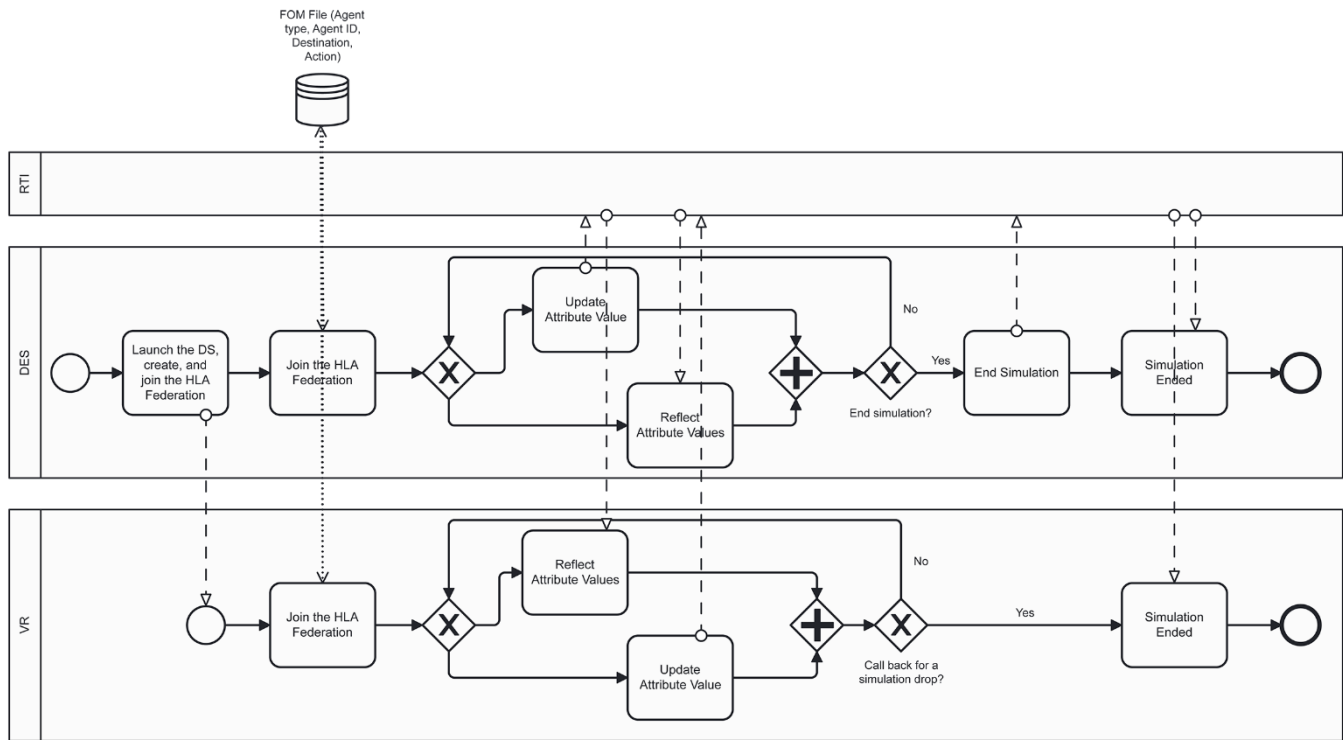 FOM File (Agent
type, Agent ID,
Destination,
Action)
RTI
DES
Launch the DS,
create, and
join the HLA
Federation
Join the HLA
Federation
X
Update
Attribute Value
Reflect
Attribute Values
No
X
End simulation?
Yes
End Simulation
Simulation
Ended
VR
Join the HLA
Federation
X
Reflect
Attribute Values
Update
Attribute Value
No
X
Call back for a
simulation drop?
Yes
Simulation
Ended